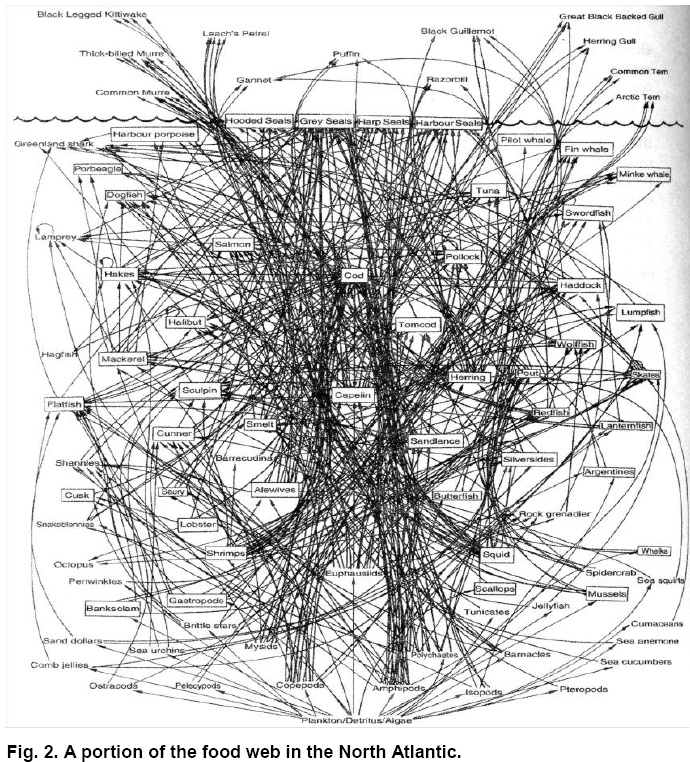 Black Legged Kittiwake
Great Black Backed Gull
Leach's Petrel
Black Guillemot
Herring Gull
Thick-billed Murre
Puffin
Gannet
Razorbill
Common Tern
Common Murre
Arctic Tern
Hooded Seals
Grey Seals
Harp Seals
Harbour Seals
Harbour porpoise
Pilot whale
Greenland shark
Fin whale
Porbeagle
Minke whale
Dogfish
Tuna
Swordfish
Lamprey
Salmon
Pollock
Hakes
Cod
Haddock
Lumpfish
Halibut
Tomcod
Wolffish
Hagfish
Mackerel
Herring
Pout
Skates
Sculpin
Capelin
Flatfish
Redfish
Smelt
Lanternfish
Cunner
Sandlance
Barracudina
Silversides
Shannies
Argentines
Cusk
Saury
Alewives
Butterfish
Rock grenadier
Snakeblennies
Lobster
Shrimps
Squid
Whelks
Octopus
Euphausiids
Spidercrab
Sea squirts
Periwinkles
Scallops
Mussels
Gastropods
Banksclam
Jellyfish
Tunicates
Brittle stars
Cumaceans
Sand dollars
Sea anemone
Sea urchins
Mysids
Polychaetes
Barnacles
Comb jellies
Sea cucumbers
Ostracods
Pelecypods
Copepods
Amphipods
Isopods
Pteropods
Plankton/Detritus/Algae
Fig. 2. A portion of the food web in the North Atlantic.